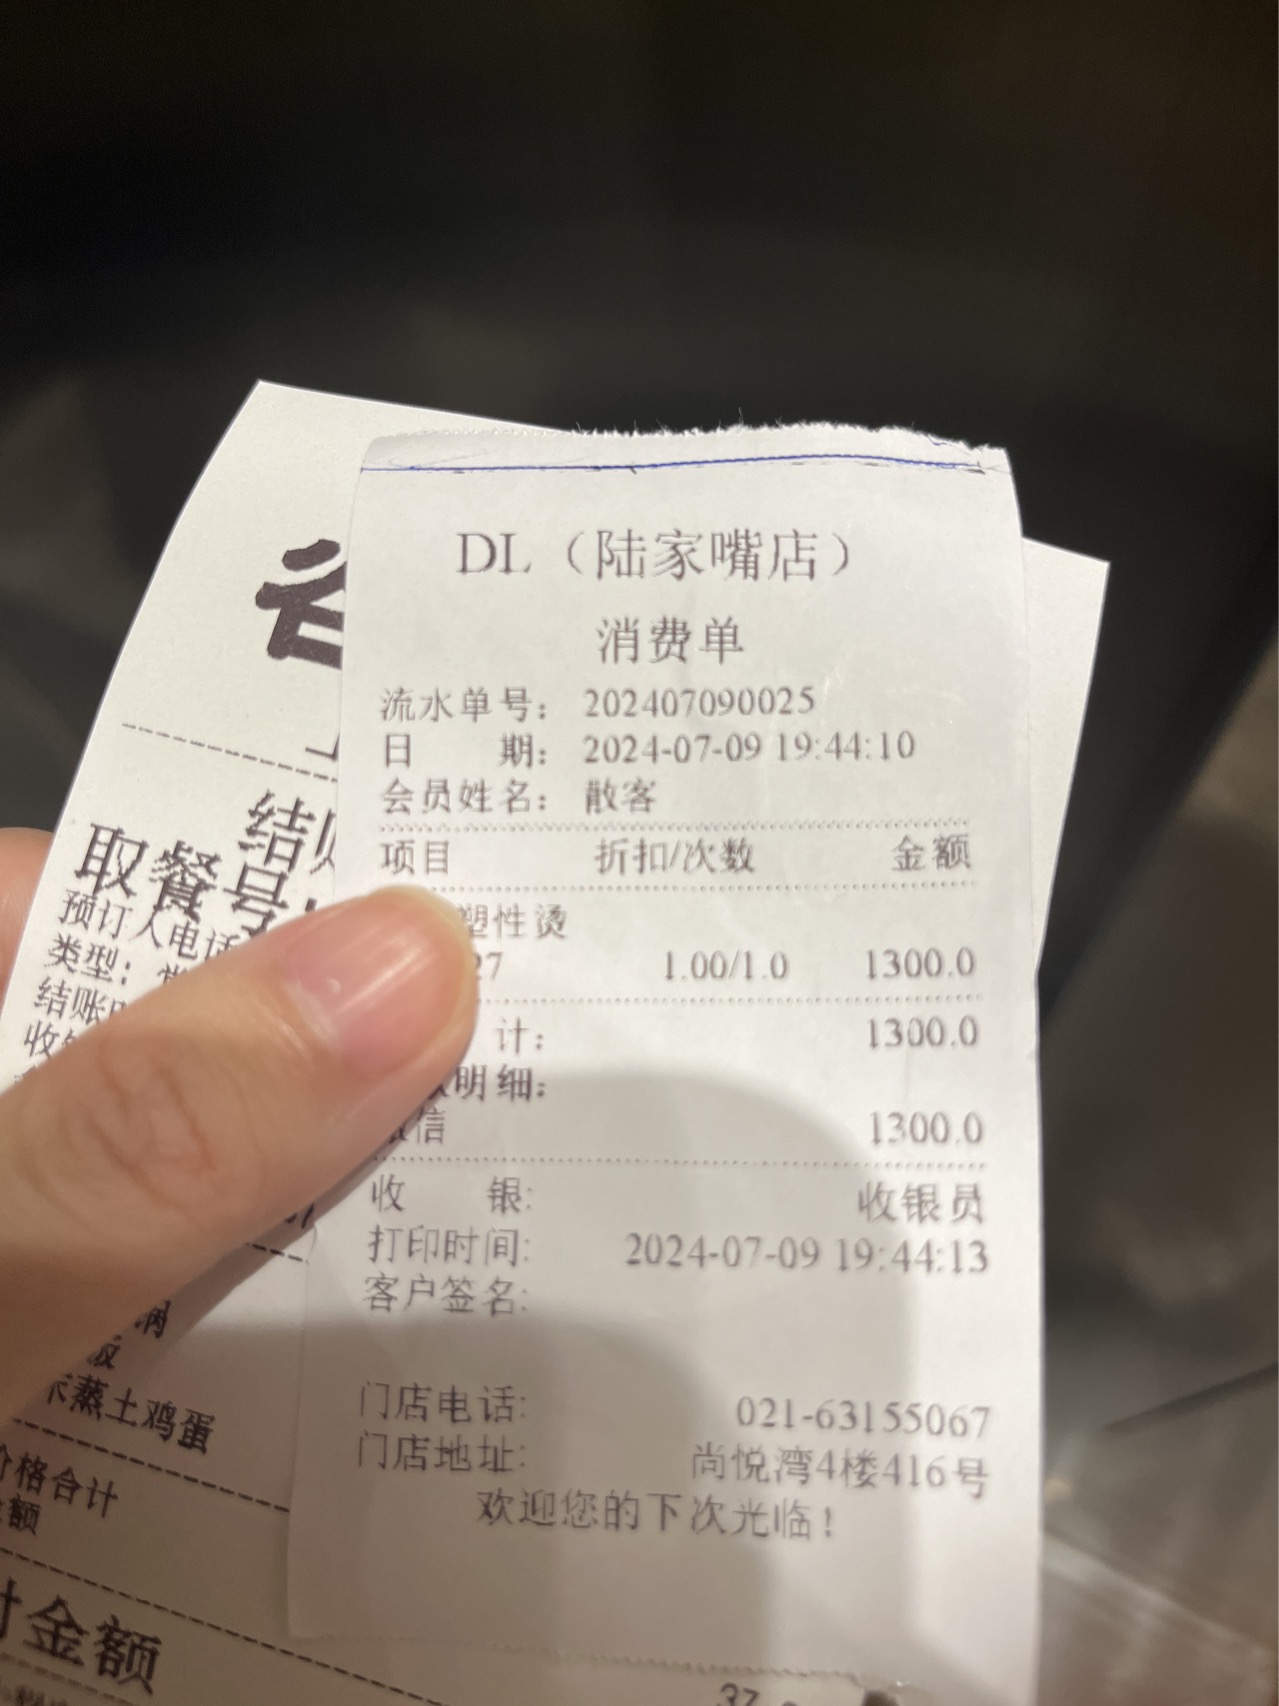 DL（陆家嘴店）
消费单
流水单号： 202407090025
日 期： 2024-07-09 19:44:10
会员姓名： 散客
项目 折扣/次数 金额
塑性烫
27 1.00/1.0 1300.0
计： 1300.0
明细：
信 1300.0
收 银: 收银员
打印时间: 2024-07-09 19:44:13
客户签名:
门店电话: 021-63155067
门店地址: 尚悦湾4楼416号
欢迎您的下次光临！
结
取餐号
预订人电话
类型：
结账
收
蒸土鸡蛋
价格合计
额
付金额
37